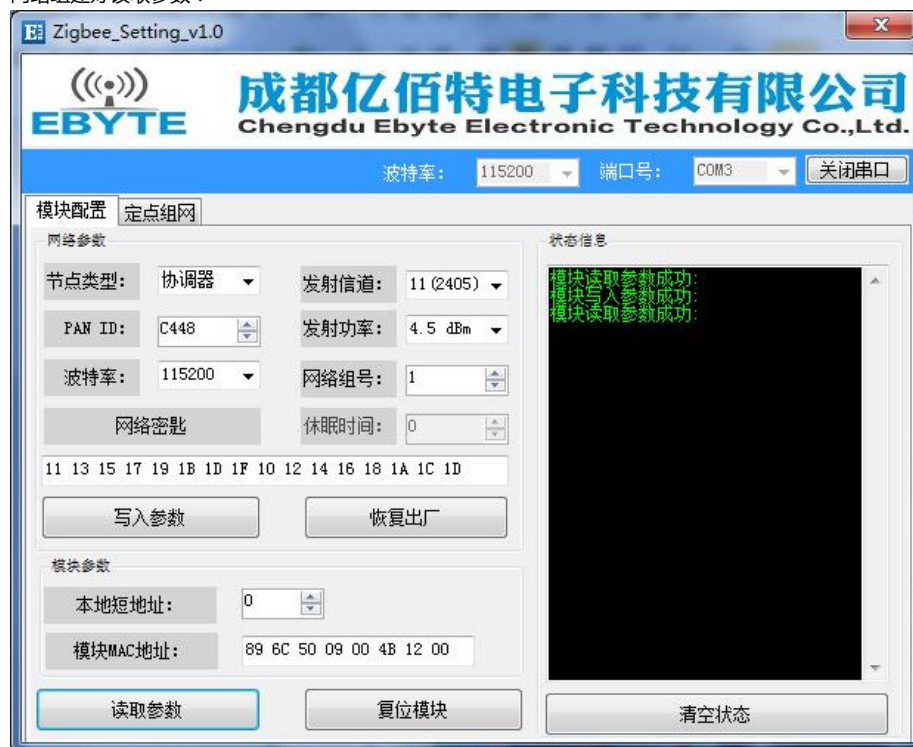 Zigbee_Setting_v1.0
EBYTE
成都亿佰特电子科技有限公司
Chengdu Ebyte Electronic Technology Co.,Ltd.
波特率: 115200 端口号: COM3 关闭串口
模块配置 定点组网
网络参数
节点类型: 协调器 发射信道: 11(2405)
PAN ID: C448 发射功率: 4.5 dBm
波特率: 115200 网络组号: 1
网络密匙 休眠时间: 0
11 13 15 17 19 1B 1D 1F 10 12 14 16 18 1A 1C 1D
写入参数 恢复出厂
模块参数
本地短地址: 0
模块MAC地址: 89 6C 50 09 00 4B 12 00
读取参数 复位模块
状态信息
模块读取参数成功:
模块写入参数成功:
模块读取参数成功:
清空状态